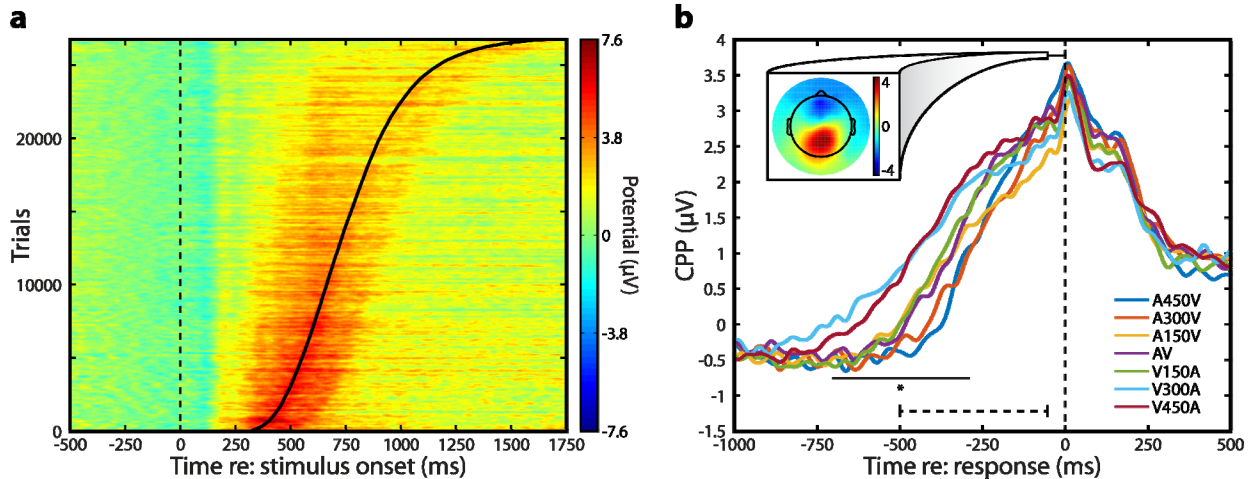 a
Trials
20000
10000
0
-500
-250
0
250
500
750
1000
1250
1500
1750
Time re: stimulus onset (ms)
7.6
3.8
0
-3.8
-7.6
Potential (μV)
b
CPP (μV)
4
3.5
3
2.5
2
1.5
1
0.5
0
-0.5
-1
-1.5
-1000
-750
-500
-250
0
250
500
Time re: response (ms)
4
0
-4
*
A450V
A300V
A150V
AV
V150A
V300A
V450A